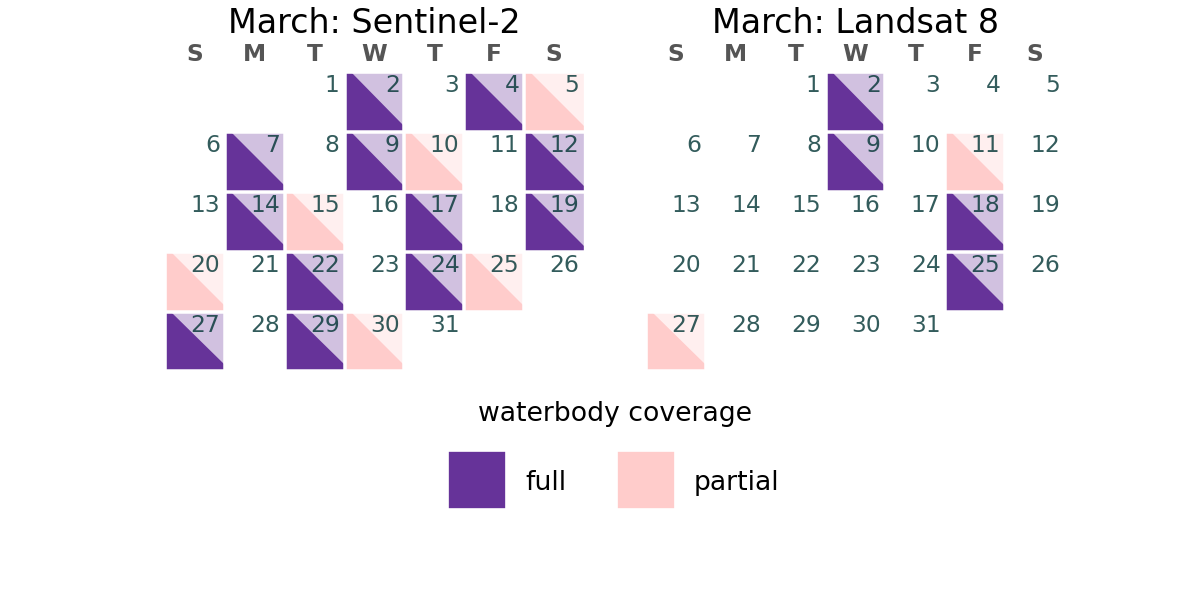 March: Sentinel-2
S M T W T F S
1 2 3 4 5
6 7 8 9 10 11 12
13 14 15 16 17 18 19
20 21 22 23 24 25 26
27 28 29 30 31
March: Landsat 8
S M T W T F S
1 2 3 4 5
6 7 8 9 10 11 12
13 14 15 16 17 18 19
20 21 22 23 24 25 26
27 28 29 30 31
waterbody coverage
full
partial